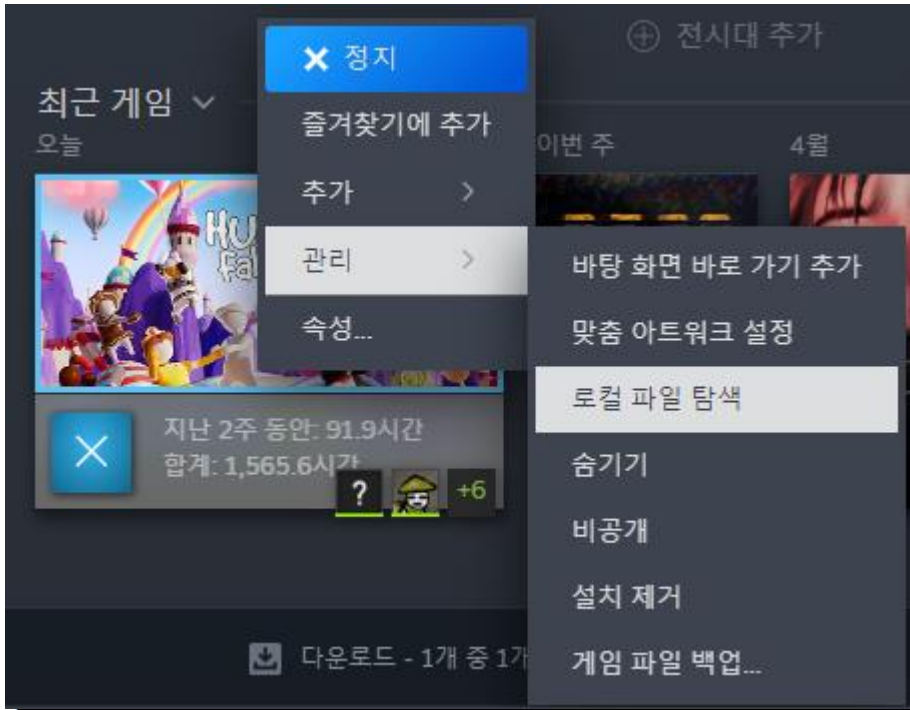 전시대 추가
정지
최근 게임
즐겨찾기에 추가
오늘
이번 주
4월
추가
관리
바탕 화면 바로 가기 추가
속성...
맞춤 아트워크 설정
로컬 파일 탐색
지난 2주 동안: 91.9시간
합계: 1,565.6시간
숨기기
?
+6
비공개
설치 제거
다운로드 - 1개 중 1개
게임 파일 백업...